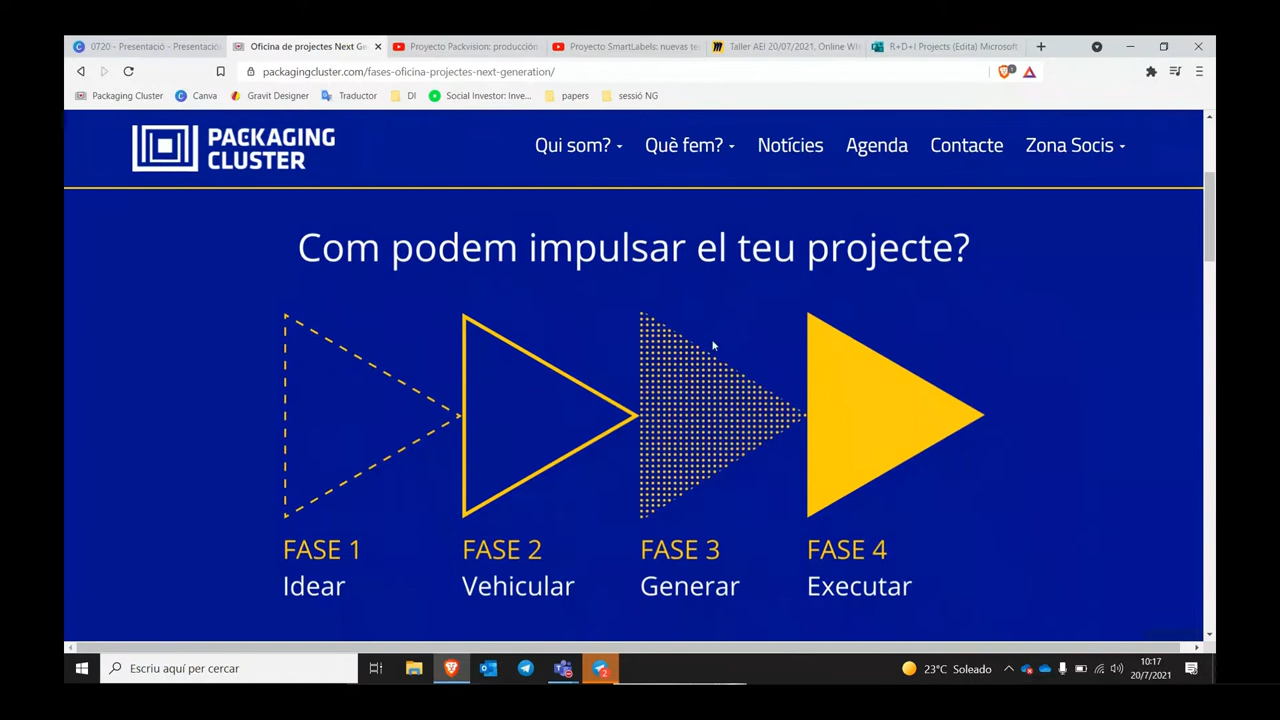 0720 - Presentació - Presentació
Oficina de projectes Next Ge
Proyecto Packvision: producción
Proyecto SmartLabels: nuevas te
Taller AEI 20/07/2021, Online W
R+D+I Projects (Edita) Microsoft
packagingcluster.com/fases-oficina-projectes-next-generation/
Packaging Cluster
Canva
Gravit Designer
Traductor
DI
Social Investor: Inve...
papers
sessió NG
PACKAGING
CLUSTER
Qui som?
Què fem?
Notícies
Agenda
Contacte
Zona Socis
Com podem impulsar el teu projecte?
FASE 1
Idear
FASE 2
Vehicular
FASE 3
Generar
FASE 4
Executar
Escriu aquí per cercar
2
23°C Soleado
10:17
20/7/2021